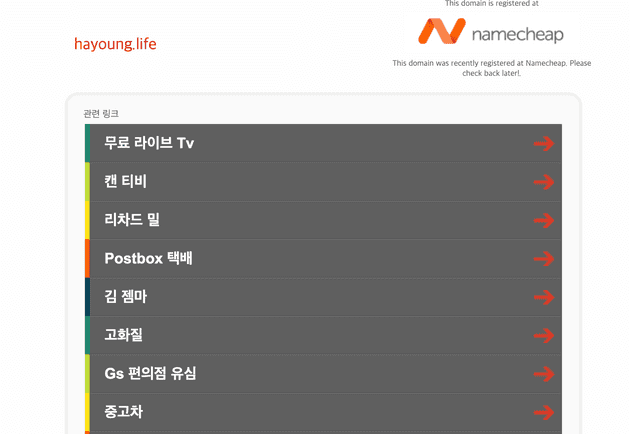 This domain is registered at
hayoung.life
namecheap
This domain was recently registered at Namecheap. Please
check back later!.
관련 링크
무료 라이브 Tv
캔 티비
리차드 밀
Postbox 택배
김 젬마
고화질
Gs 편의점 유심
중고차